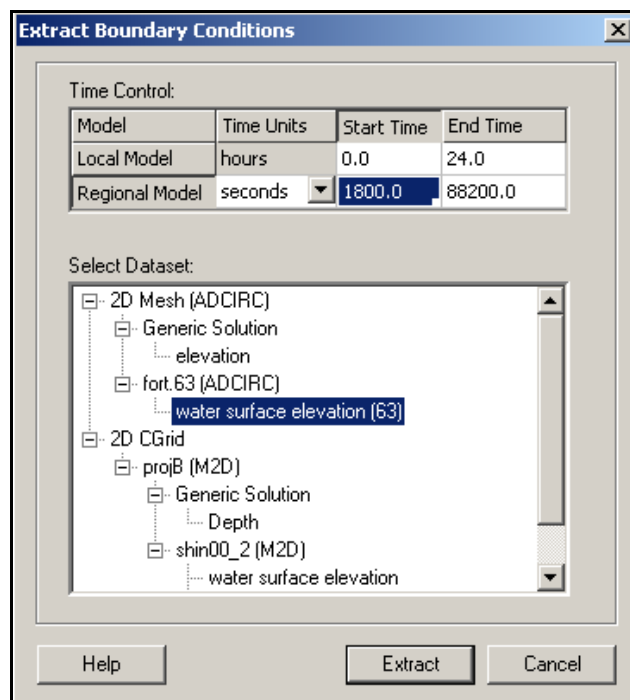 Extract Boundary Conditions
Time Control:
Model Time Units Start Time End Time
Local Model hours 0.0 24.0
Regional Model seconds 1800.0 88200.0
Select Dataset:
2D Mesh (ADCIRC)
Generic Solution
elevation
fort.63 (ADCIRC)
water surface elevation (63)
2D CGrid
projB (M2D)
Generic Solution
Depth
shin00_2 (M2D)
water surface elevation
Help Extract Cancel